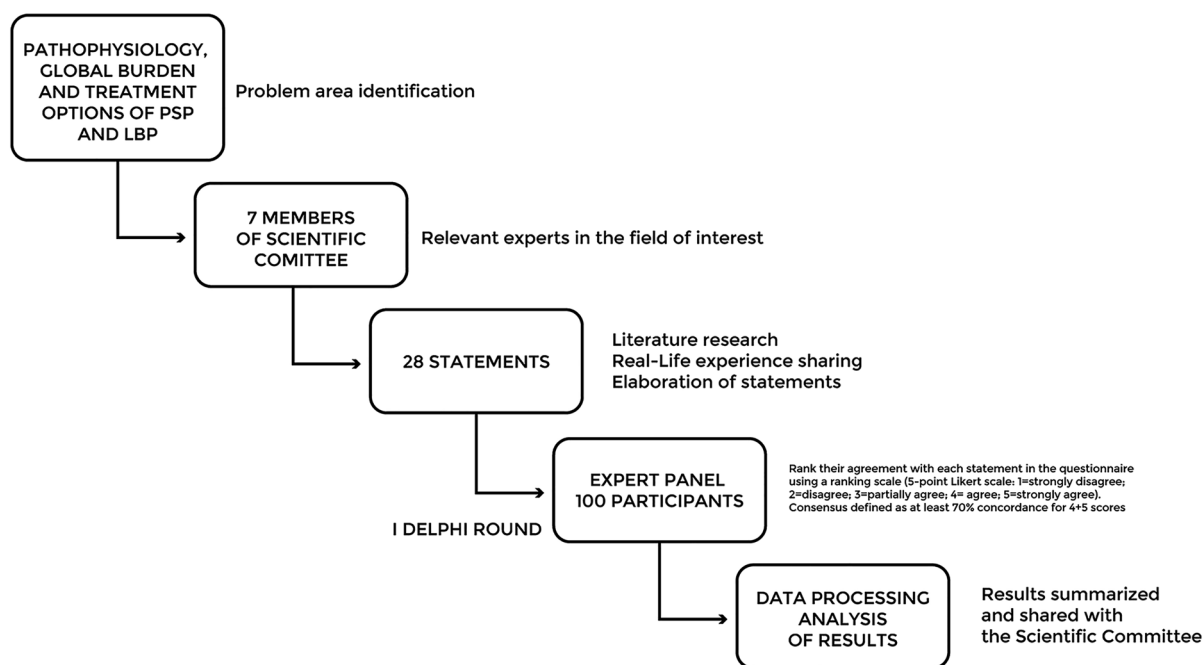 PATHOPHYSIOLOGY,
GLOBAL BURDEN
AND TREATMENT
OPTIONS OF PSP
AND LBP
Problem area identification
7 MEMBERS
OF SCIENTIFIC
COMITTEE
Relevant experts in the field of interest
28 STATEMENTS
Literature research
Real-Life experience sharing
Elaboration of statements
EXPERT PANEL
100 PARTICIPANTS
Rank their agreement with each statement in the questionnaire
using a ranking scale (5-point Likert scale: 1=strongly disagree;
2=disagree; 3=partially agree; 4= agree; 5=strongly agree).
Consensus defined as at least 70% concordance for 4+5 scores
I DELPHI ROUND
DATA PROCESSING
ANALYSIS
OF RESULTS
Results summarized
and shared with
the Scientific Committee